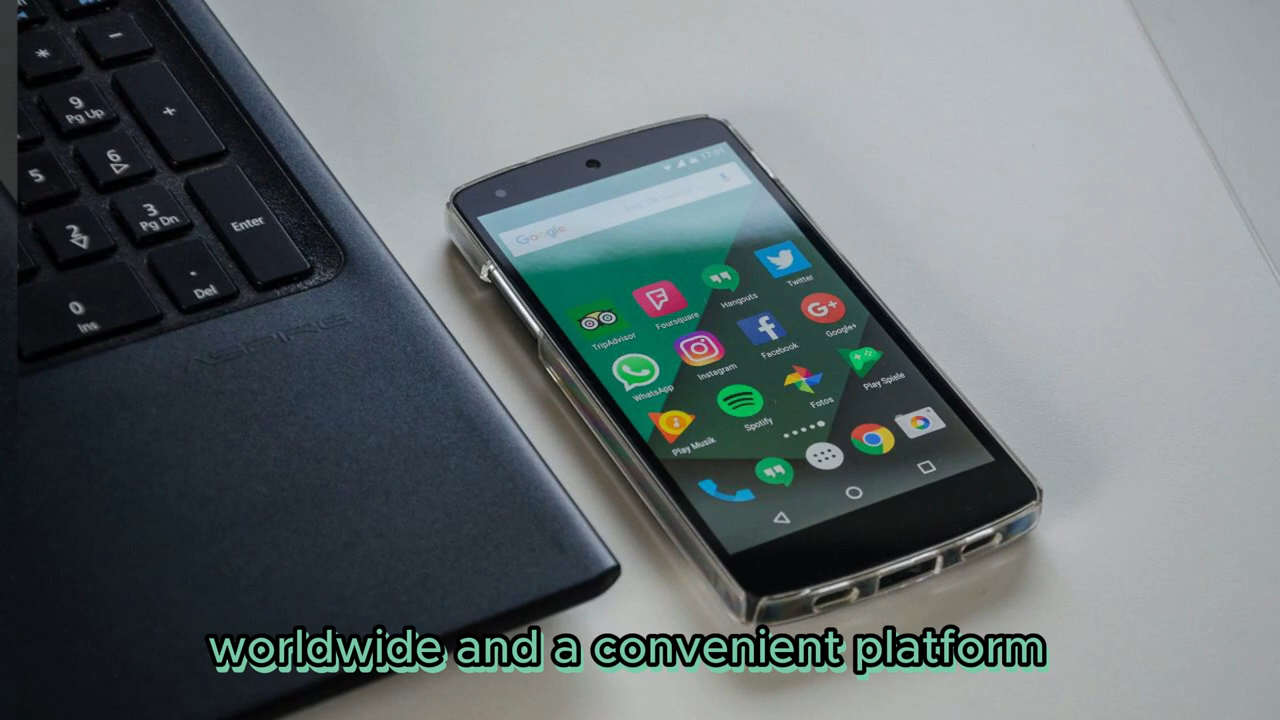 *
-
9
Pg Up
+
5
6
2
3
Pg Dn
Enter
0
Ins
.
Del
ASPIRE
Google
TripAdvisor
Foursquare
Hangouts
Twitter
WhatsApp
Instagram
Facebook
Google+
Play Musik
Spotify
Fotos
Play Spiele
worldwide and a convenient platform